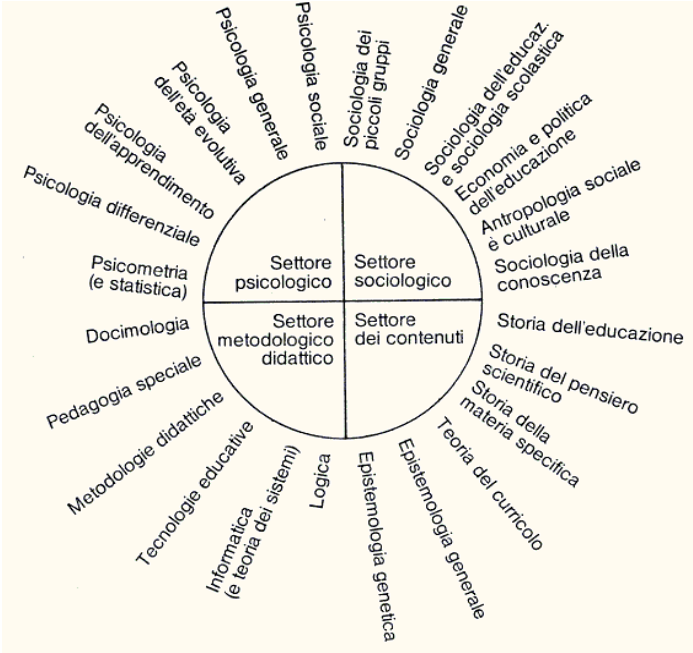 Psicologia sociale
Sociologia dei
piccoli gruppi
Sociologia generale
Sociologia dell'educaz.
e sociologia scolastica
Economia e politica
dell'educazione
Antropologia sociale
è culturale
Sociologia della
conoscenza
Storia dell'educazione
Storia del pensiero
scientifico
Storia della
materia specifica
Teoria del curricolo
Epistemologia generale
Epistemologia genetica
Logica
Informatica
(e teoria dei sistemi)
Tecnologie educative
Metodologie didattiche
Pedagogia speciale
Docimologia
Psicometria
(e statistica)
Psicologia differenziale
Psicologia
dell'apprendimento
Psicologia
dell'età evolutiva
Psicologia generale
Settore
psicologico
Settore
sociologico
Settore
metodologico
didattico
Settore
dei contenuti